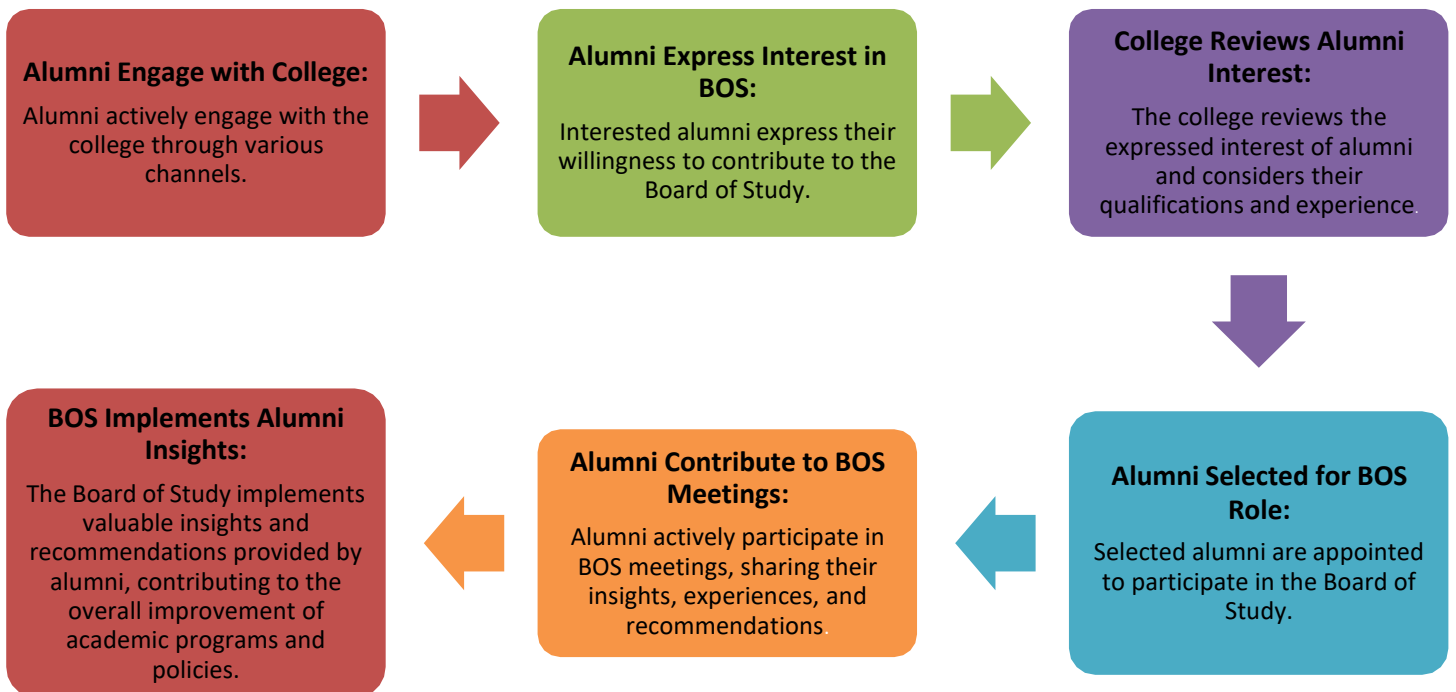 Alumni Engage with College:
Alumni actively engage with the
college through various
channels.
Alumni Express Interest in
BOS:
Interested alumni express their
willingness to contribute to the
Board of Study.
College Reviews Alumni
Interest:
The college reviews the
expressed interest of alumni
and considers their
qualifications and experience.
Alumni Selected for BOS
Role:
Selected alumni are appointed
to participate in the Board of
Study.
Alumni Contribute to BOS
Meetings:
Alumni actively participate in
BOS meetings, sharing their
insights, experiences, and
recommendations.
BOS Implements Alumni
Insights:
The Board of Study implements
valuable insights and
recommendations provided by
alumni, contributing to the
overall improvement of
academic programs and
policies.